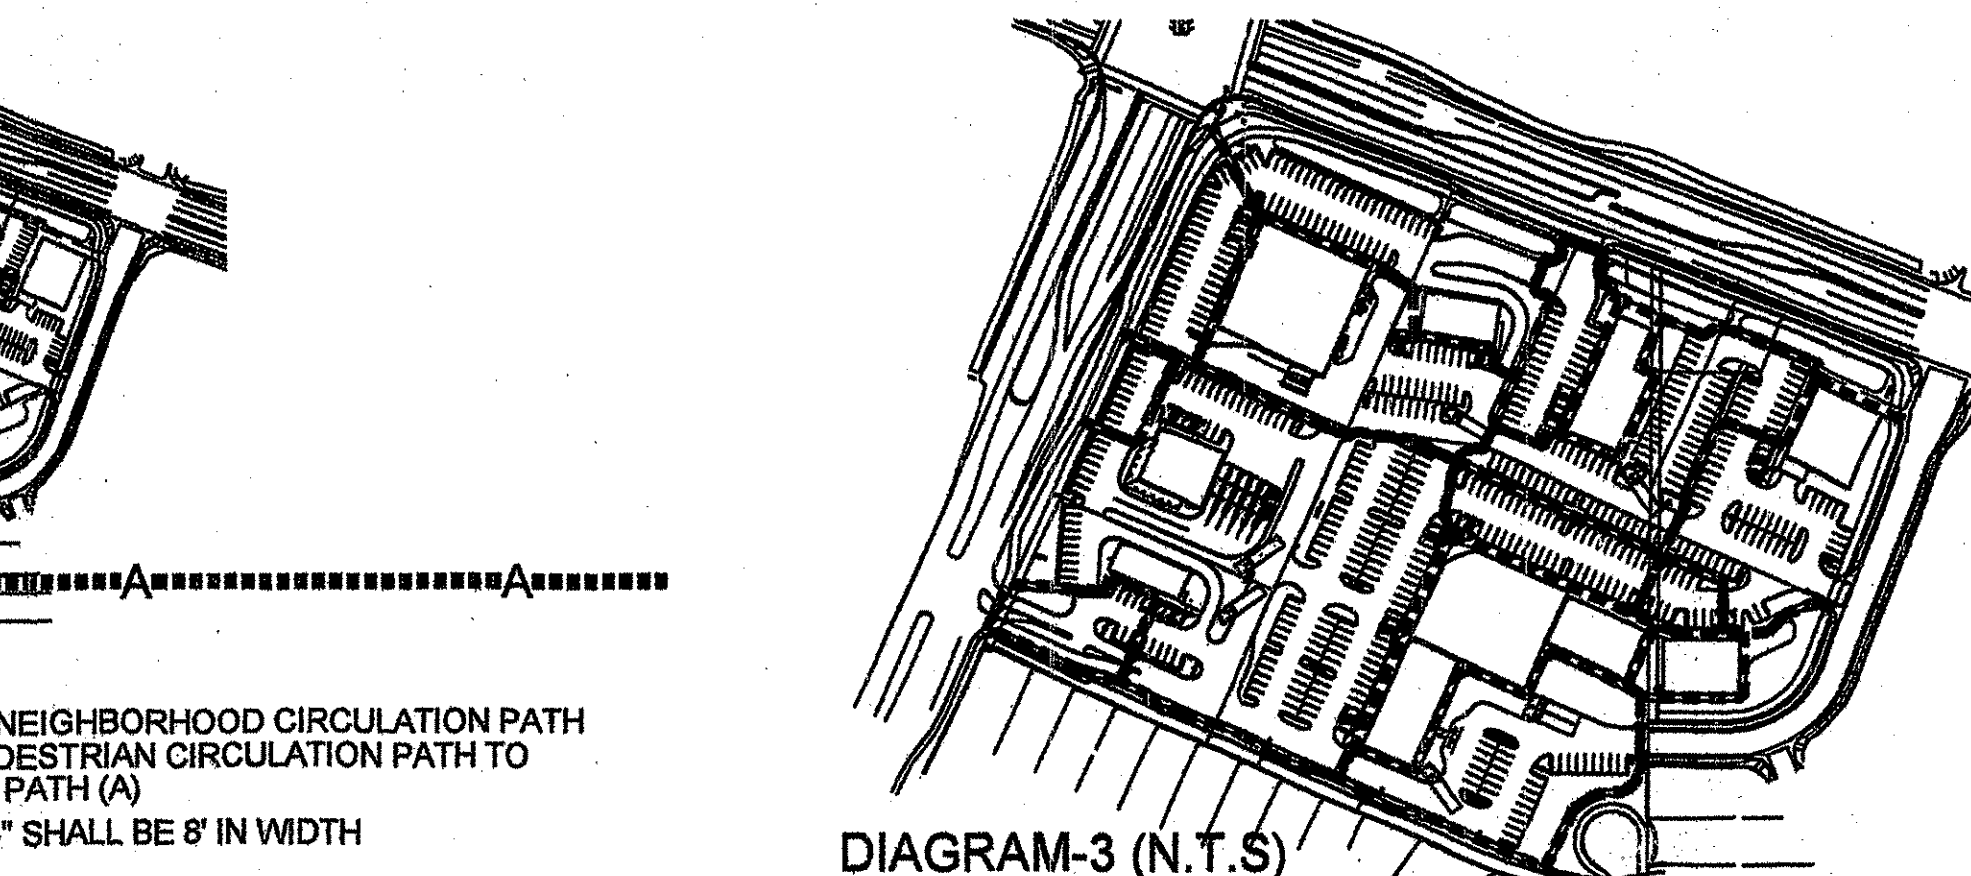 A A
NEIGHBORHOOD CIRCULATION PATH
DESTRIAN CIRCULATION PATH TO
PATH (A)
" SHALL BE 8' IN WIDTH
DIAGRAM-3 (N.T.S)